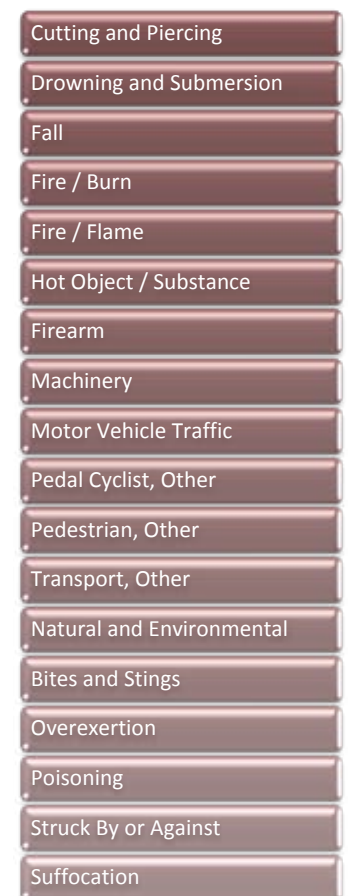 Cutting and Piercing
Drowning and Submersion
Fall
Fire / Burn
Fire / Flame
Hot Object / Substance
Firearm
Machinery
Motor Vehicle Traffic
Pedal Cyclist, Other
Pedestrian, Other
Transport, Other
Natural and Environmental
Bites and Stings
Overexertion
Poisoning
Struck By or Against
Suffocation